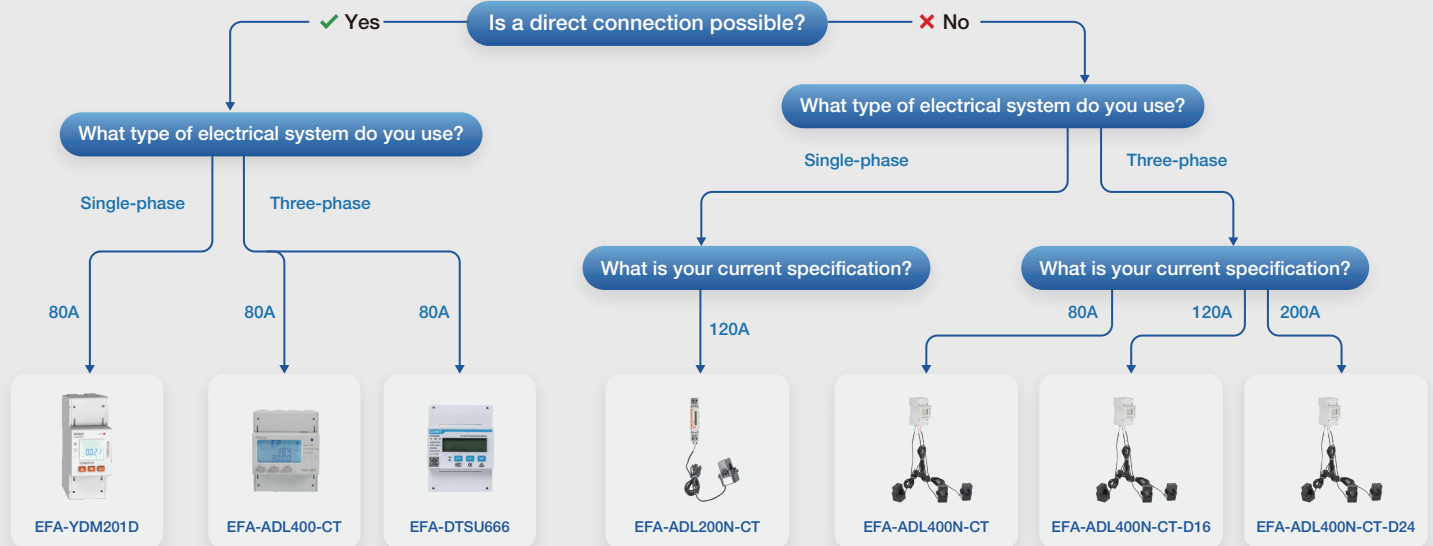 Is a direct connection possible?
Yes
No
What type of electrical system do you use?
Single-phase
Three-phase
80A
80A
80A
What type of electrical system do you use?
Single-phase
Three-phase
What is your current specification?
120A
What is your current specification?
80A
120A
200A
EFA-YDM201D
EFA-ADL400-CT
EFA-DTSU666
EFA-ADL200N-CT
EFA-ADL400N-CT
EFA-ADL400N-CT-D16
EFA-ADL400N-CT-D24